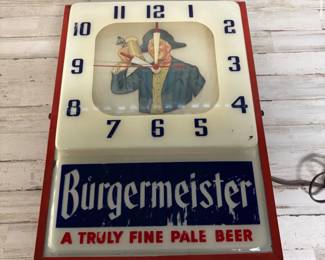 11 12 1
10 2
9 3
8 4
7 6 5
Burgermeister
A TRULY FINE PALE BEER